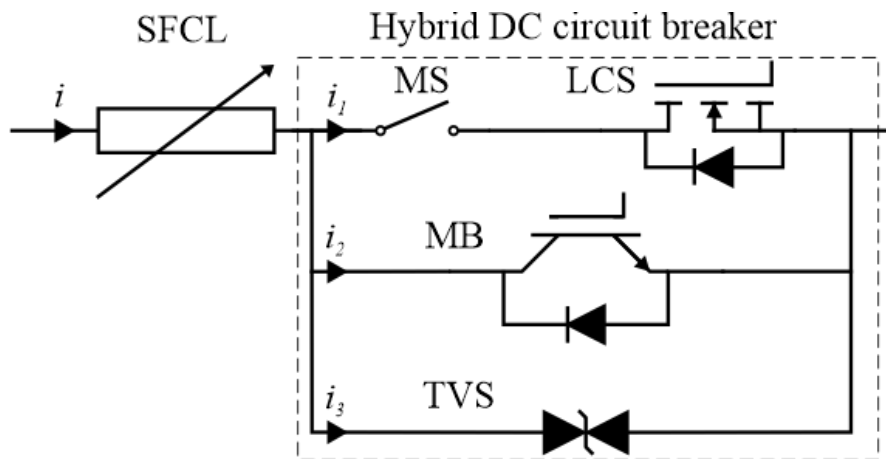 SFCL
Hybrid DC circuit breaker
i
i1
MS
LCS
i2
MB
i3
TVS